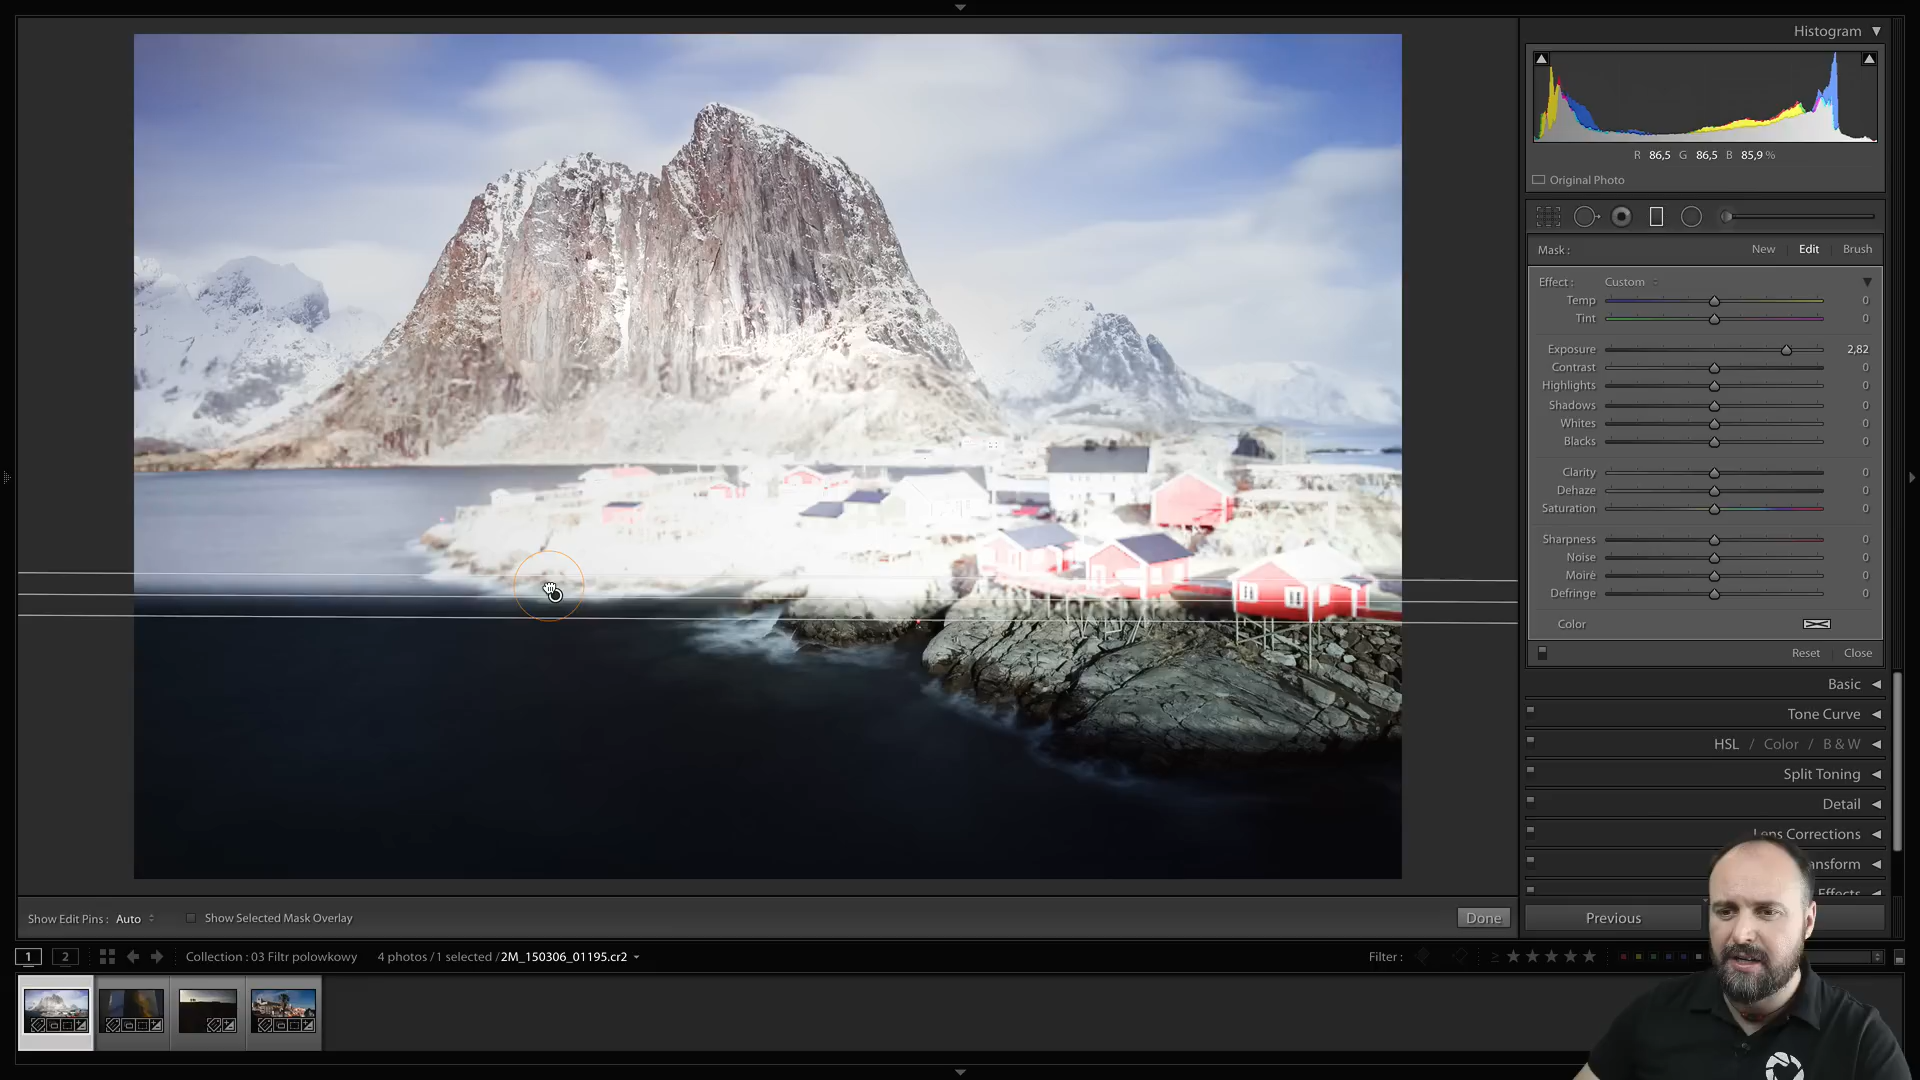 Histogram
R 86,5 G 86,5 B 85,9 %
Original Photo
Mask : New Edit Brush
Effect : Custom
Temp 0
Tint 0
Exposure 2,82
Contrast 0
Highlights 0
Shadows 0
Whites 0
Blacks 0
Clarity 0
Dehaze 0
Saturation 0
Sharpness 0
Noise 0
Moiré 0
Defringe 0
Color
Reset Close
Basic
Tone Curve
HSL / Color / B & W
Split Toning
Detail
Lens Corrections
ansform
Effects
Show Edit Pins : Auto Show Selected Mask Overlay Done Previous
1 2 Collection : 03 Filtr polowkowy 4 photos / 1 selected / 2M_150306_01195.cr2 Filter : ≥ ★★★★★